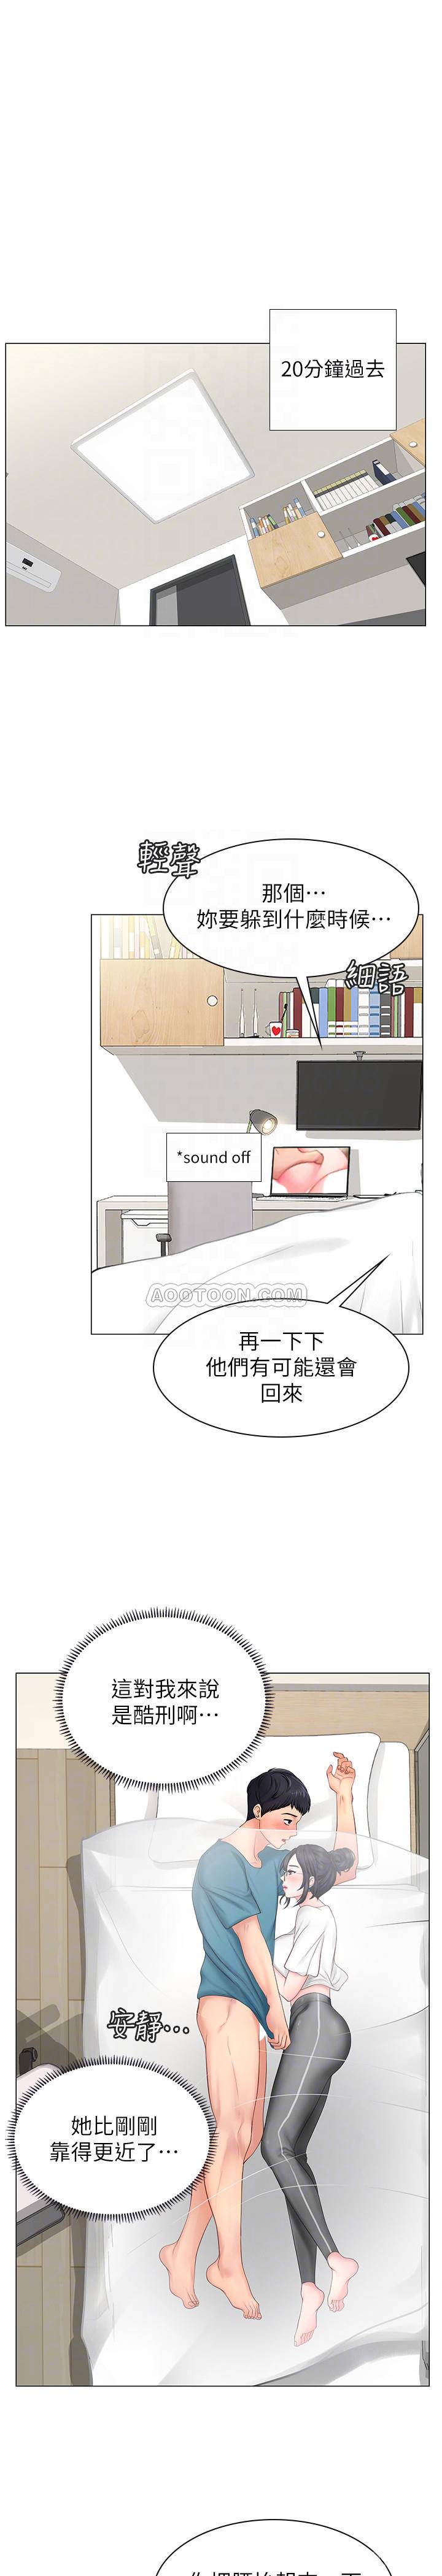 20分鐘過去
輕聲
那個…
妳要躲到什麼時候…
細語
*sound off
AOOTOON.COM
再一下下
他們有可能還會
回來
這對我來說
是酷刑啊…
安靜…
她比剛剛
靠得更近了…